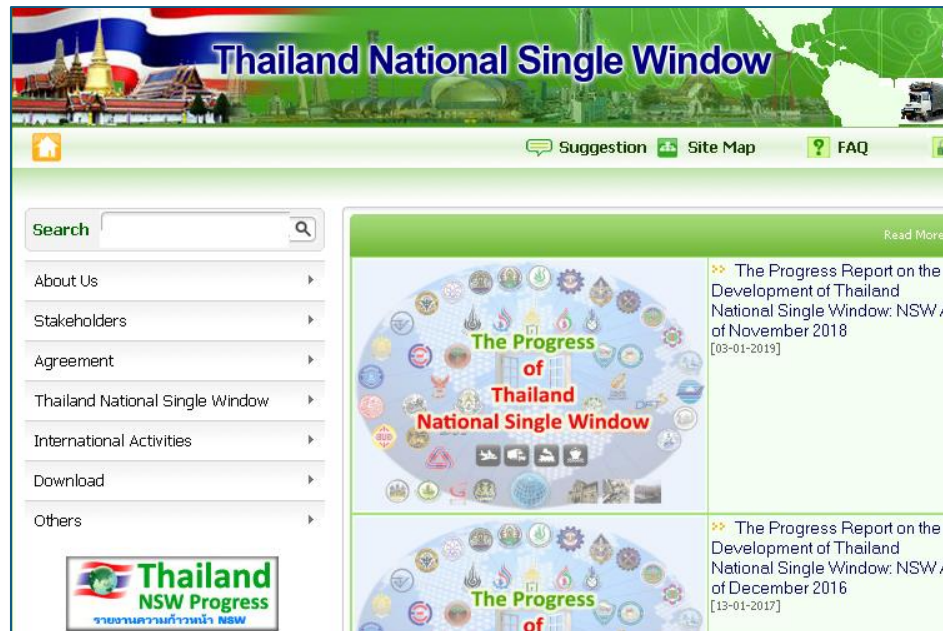 Thailand National Single Window
Suggestion
Site Map
? FAQ
Search
Read More
About Us
Stakeholders
Agreement
Thailand National Single Window
International Activities
Download
Others
Thailand
NSW Progress
รายงานความก้าวหน้า NSW
The Progress
of
Thailand
National Single Window
>> The Progress Report on the
Development of Thailand
National Single Window: NSW
of November 2018
[03-01-2019]
The Progress
of
>> The Progress Report on the
Development of Thailand
National Single Window: NSW
of December 2016
[13-01-2017]